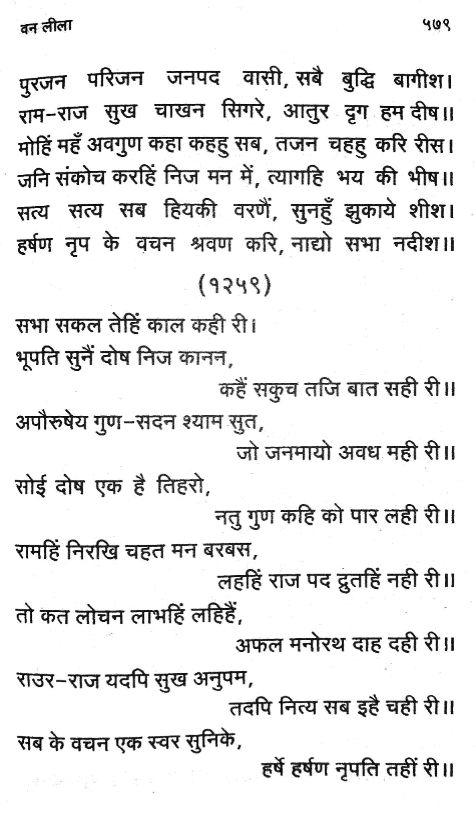 वन लीला ५७९
पुरजन परिजन जनपद वासी, सबै बुद्धि बागीश।
राम-राज सुख चाखन सिगरे, आतुर दृग हम दीष॥
मोहिं महँ अवगुण कहा कहहु सब, तजन चहहु करि रीस।
जनि संकोच करहिं निज मन में, त्यागहि भय की भीष॥
सत्य सत्य सब हियकी वरणैं, सुनहुँ झुकाये शीश।
हर्षण नृप के वचन श्रवण करि, नाद्यो सभा नदीश॥
(१२५९)
सभा सकल तेहिं काल कही री।
भूपति सुनैं दोष निज कानन,
कहैं सकुच तजि बात सही री॥
अपौरुषेय गुण-सदन श्याम सुत,
जो जनमायो अवध मही री॥
सोई दोष एक है तिहरो,
नतु गुण कहि को पार लही री॥
रामहिं निरखि चहत मन बरबस,
लहहिं राज पद द्रुतहिं नही री॥
तो कत लोचन लाभहिं लहिहैं,
अफल मनोरथ दाह दही री॥
राउर-राज यदपि सुख अनुपम,
तदपि नित्य सब इहै चही री॥
सब के वचन एक स्वर सुनिके,
हर्षे हर्षण नृपति तहीं री॥